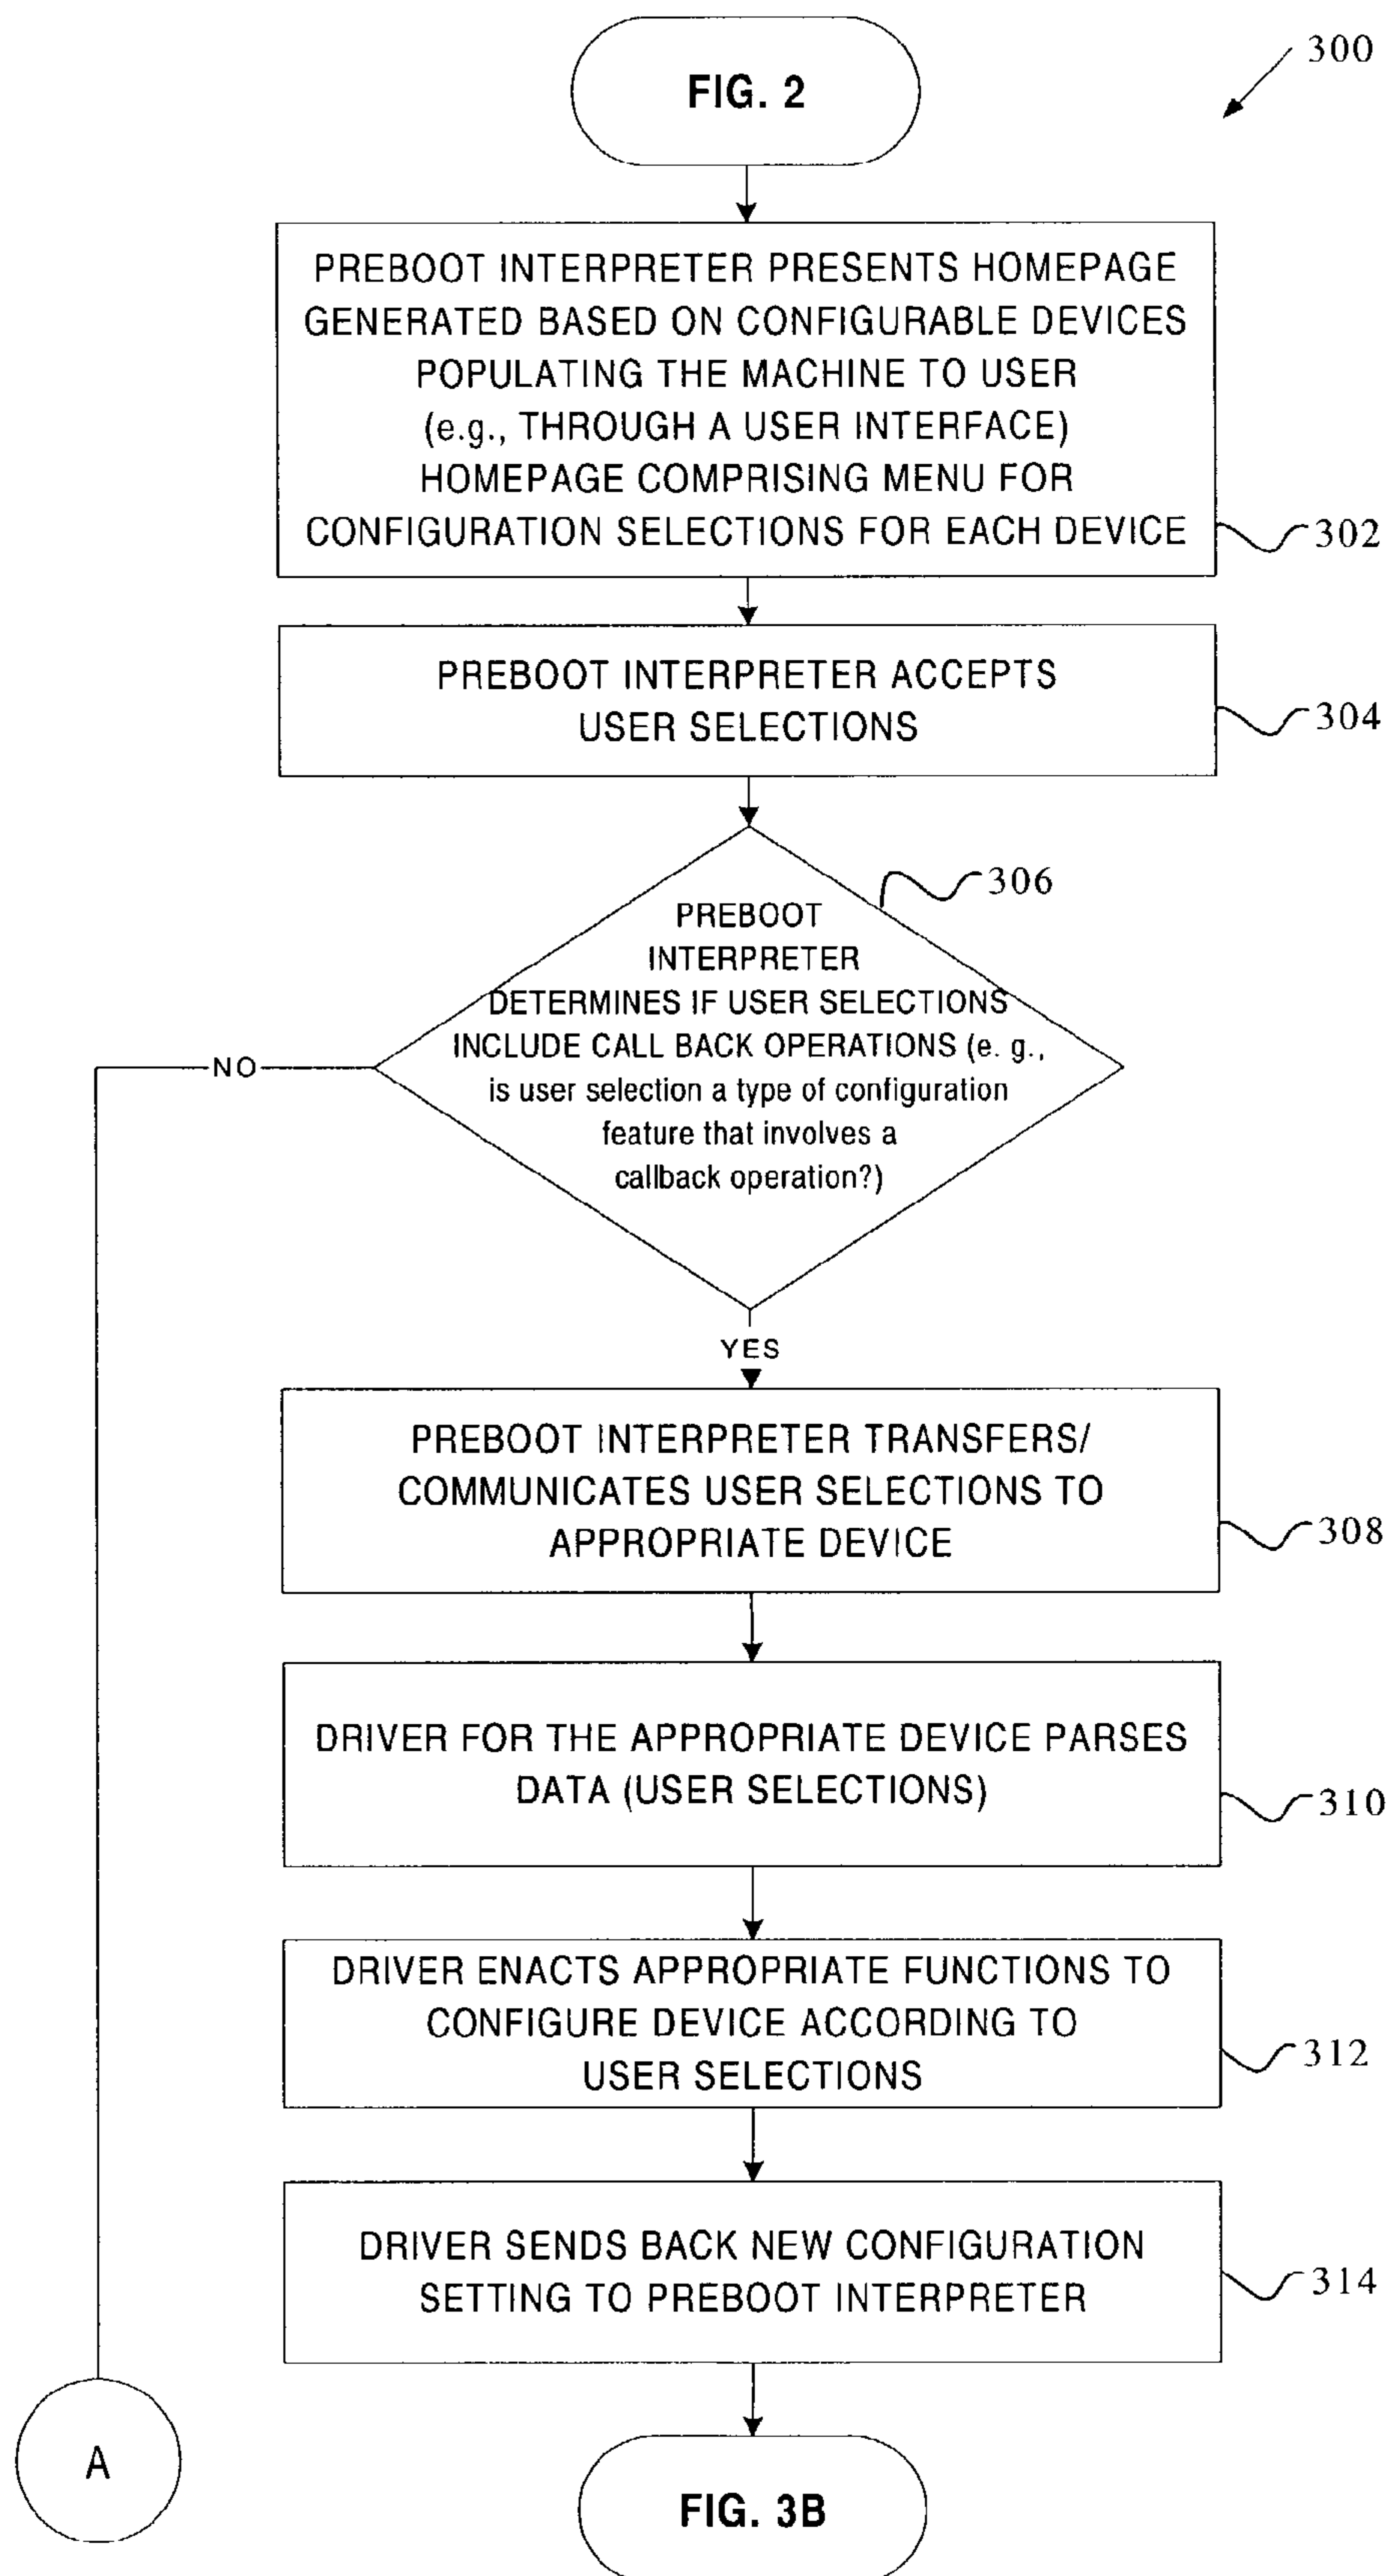 FIG. 2
300
PREBOOT INTERPRETER PRESENTS HOMEPAGE
GENERATED BASED ON CONFIGURABLE DEVICES
POPULATING THE MACHINE TO USER
(e.g., THROUGH A USER INTERFACE)
HOMEPAGE COMPRISING MENU FOR
CONFIGURATION SELECTIONS FOR EACH DEVICE
302
PREBOOT INTERPRETER ACCEPTS
USER SELECTIONS
304
306
PREBOOT
INTERPRETER
DETERMINES IF USER SELECTIONS
INCLUDE CALL BACK OPERATIONS (e. g.,
is user selection a type of configuration
feature that involves a
callback operation?)
NO
YES
PREBOOT INTERPRETER TRANSFERS/
COMMUNICATES USER SELECTIONS TO
APPROPRIATE DEVICE
308
DRIVER FOR THE APPROPRIATE DEVICE PARSES
DATA (USER SELECTIONS)
310
DRIVER ENACTS APPROPRIATE FUNCTIONS TO
CONFIGURE DEVICE ACCORDING TO
USER SELECTIONS
312
DRIVER SENDS BACK NEW CONFIGURATION
SETTING TO PREBOOT INTERPRETER
314
A
FIG. 3B